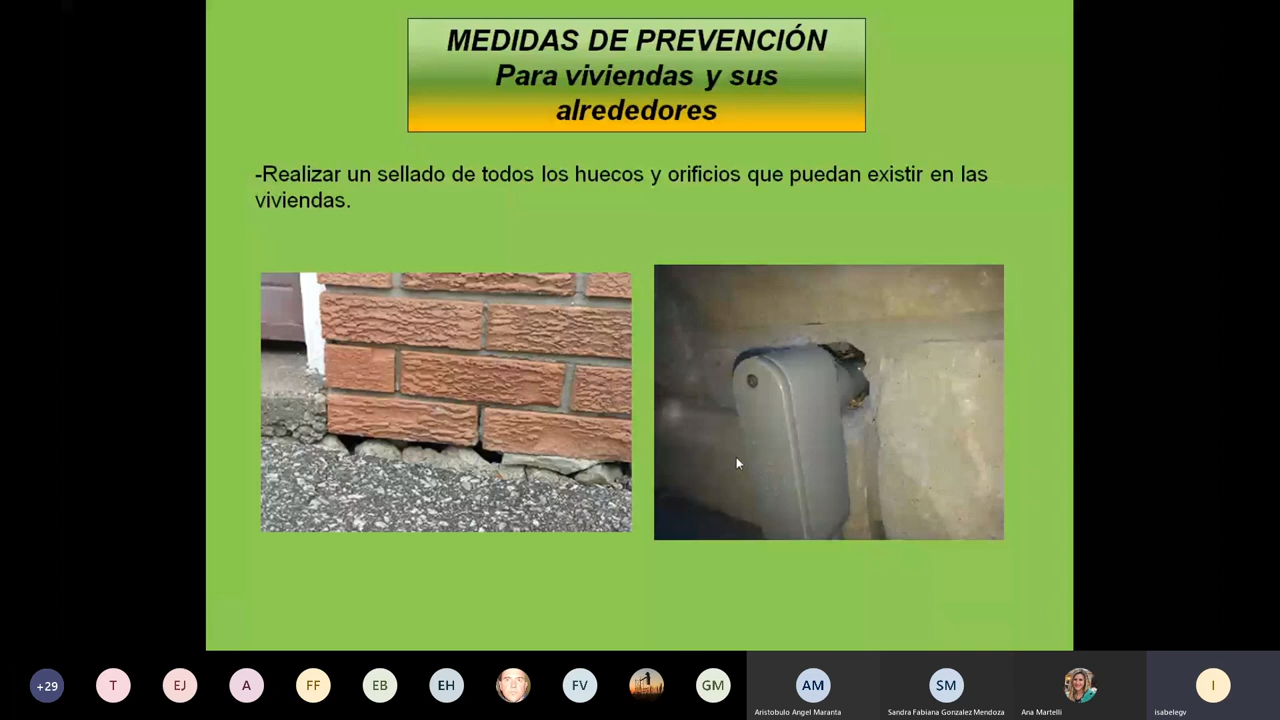 MEDIDAS DE PREVENCIÓN
Para viviendas y sus
alrededores
-Realizar un sellado de todos los huecos y orificios que puedan existir en las
viviendas.
+29
T
EJ
A
FF
EB
EH
FV
GM
AM
SM
I
Aristobulo Angel Maranta
Sandra Fabiana Gonzalez Mendoza
Ana Martelli
isabelegv